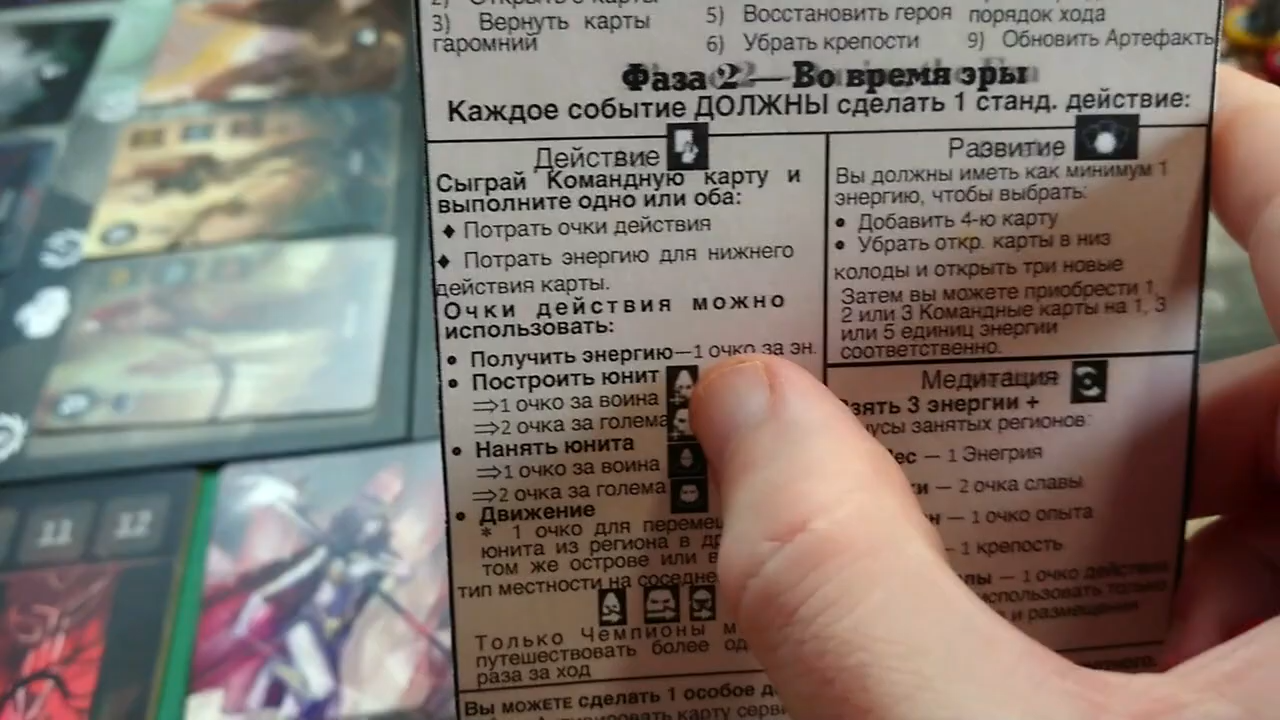 3) Вернуть карты
гаромний
5) Восстановить героя
6) Убрать крепости
порядок хода
9) Обновить Артефакты
Фаза 2 — Во время эры
Каждое событие ДОЛЖНЫ сделать 1 станд. действие:
Действие
Сыграй Командную карту и
выполните одно или оба:
♦ Потрать очки действия
♦ Потрать энергию для нижнего
действия карты.
Очки действия можно
использовать:
• Получить энергию—1 очко за эн.
• Построить юнит
⇒1 очко за воина
⇒2 очка за голема
• Нанять юнита
⇒1 очко за воина
⇒2 очка за голема
• Движение
* 1 очко для
юнита из региона в
том же острове или
тип местности на
Только Чемпионы
путешествовать более
раза за ход
Вы можете сделать 1 особое
карту
Развитие
Вы должны иметь как минимум 1
энергию, чтобы выбрать:
• Добавить 4-ю карту
• Убрать откр. карты в низ
колоды и открыть три новые
Затем вы можете приобрести 1,
2 или 3 Командные карты на 1, 3
или 5 единиц энергии
соответственно.
Медитация
3 энергии +
занятых регионов:
— 1 Энегрия
— 2 очка славы
— 1 очко опыта
— 1 крепость
— 1 очко действия
использовать только
и размещения
11 12